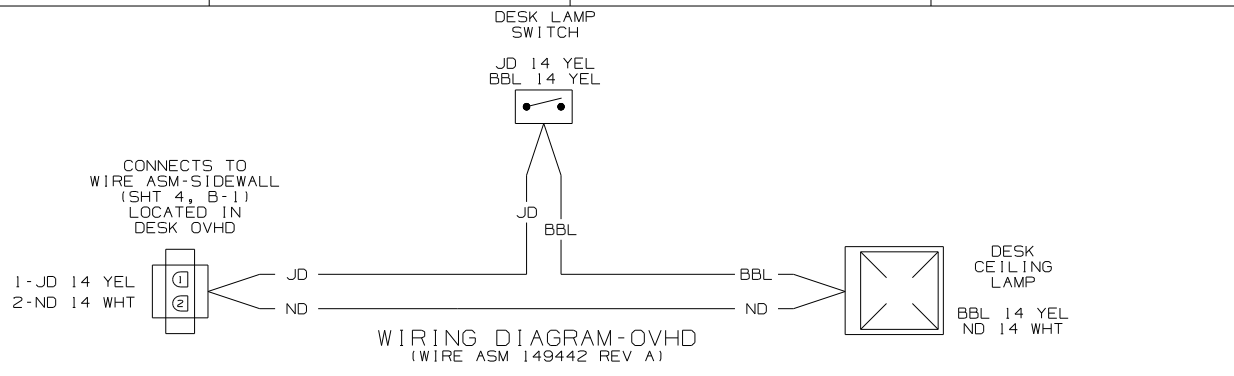 DESK LAMP
SWITCH
JD 14 YEL
BBL 14 YEL
CONNECTS TO
WIRE ASM-SIDEWALL
(SHT 4, B-1)
LOCATED IN
DESK OVHD
1-JD 14 YEL
2-ND 14 WHT
1
2
JD
ND
JD
BBL
BBL
ND
DESK
CEILING
LAMP
BBL 14 YEL
ND 14 WHT
WIRING DIAGRAM-OVHD
(WIRE ASM 149442 REV A)